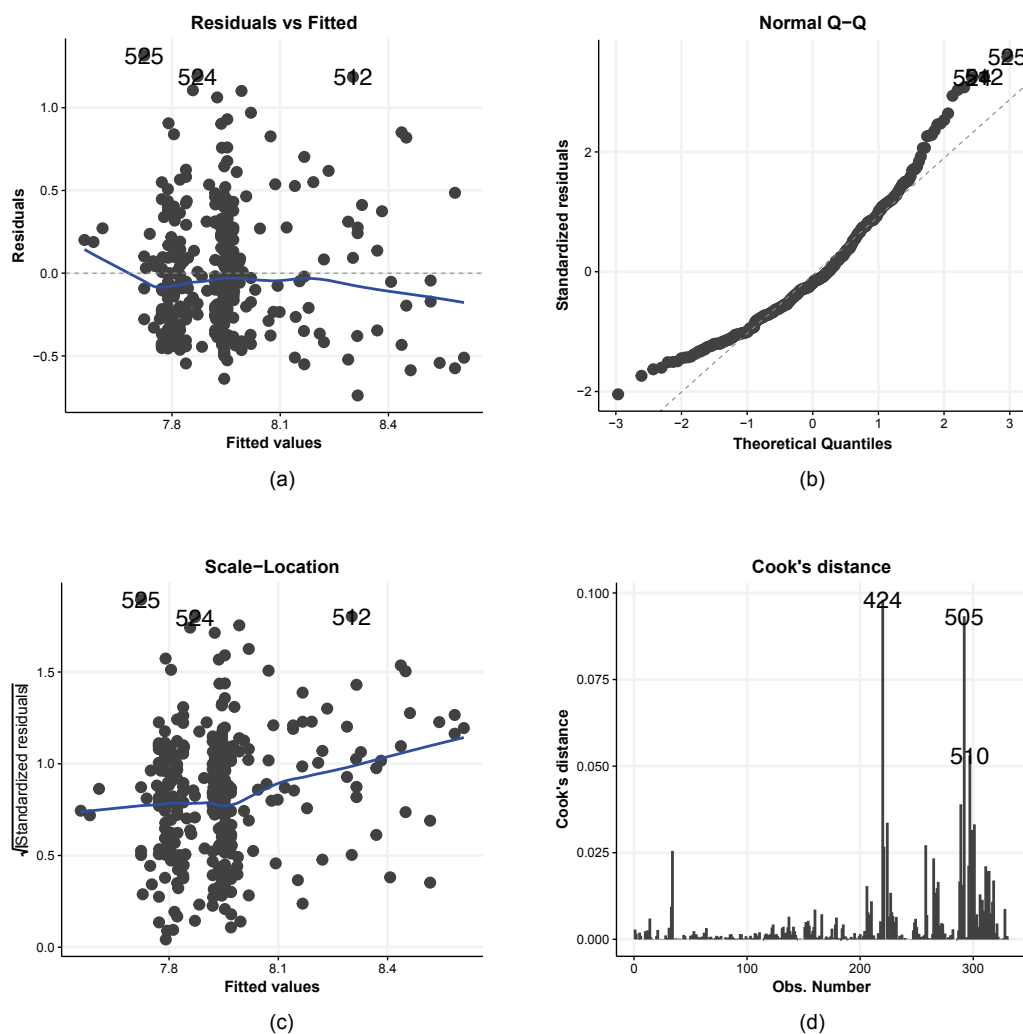 Residuals vs Fitted
525
524
512
1.0
0.5
0.0
−0.5
Residuals
7.8
8.1
8.4
Fitted values
(a)
Normal Q−Q
525
512
2
0
−2
Standardized residuals
−3
−2
−1
0
1
2
3
Theoretical Quantiles
(b)
Scale−Location
525
524
512
1.5
1.0
0.5
0.0
√|Standardized residuals|
7.8
8.1
8.4
Fitted values
(c)
Cook's distance
424
505
510
0.100
0.075
0.050
0.025
0.000
Cook's distance
0
100
200
300
Obs. Number
(d)